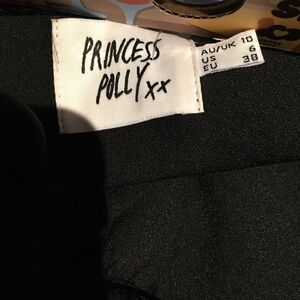 PRINCESS
POLLY xx
AU/UK 10
US 6
EU 38